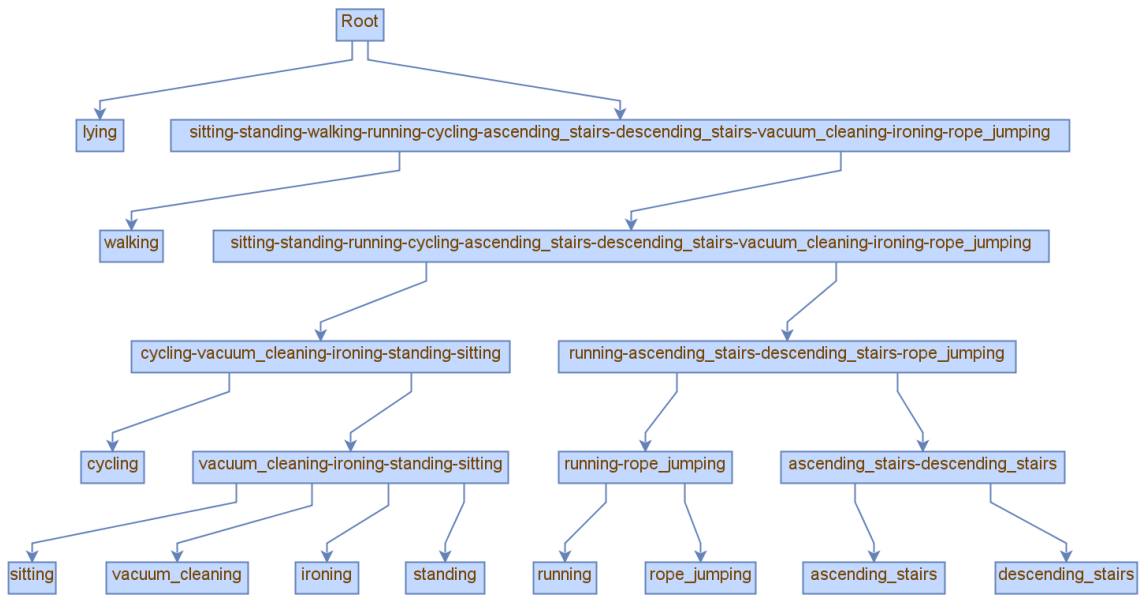 Root
lying
sitting-standing-walking-running-cycling-ascending_stairs-descending_stairs-vacuum_cleaning-ironing-rope_jumping
walking
sitting-standing-running-cycling-ascending_stairs-descending_stairs-vacuum_cleaning-ironing-rope_jumping
cycling-vacuum_cleaning-ironing-standing-sitting
running-ascending_stairs-descending_stairs-rope_jumping
cycling
vacuum_cleaning-ironing-standing-sitting
running-rope_jumping
ascending_stairs-descending_stairs
sitting
vacuum_cleaning
ironing
standing
running
rope_jumping
ascending_stairs
descending_stairs